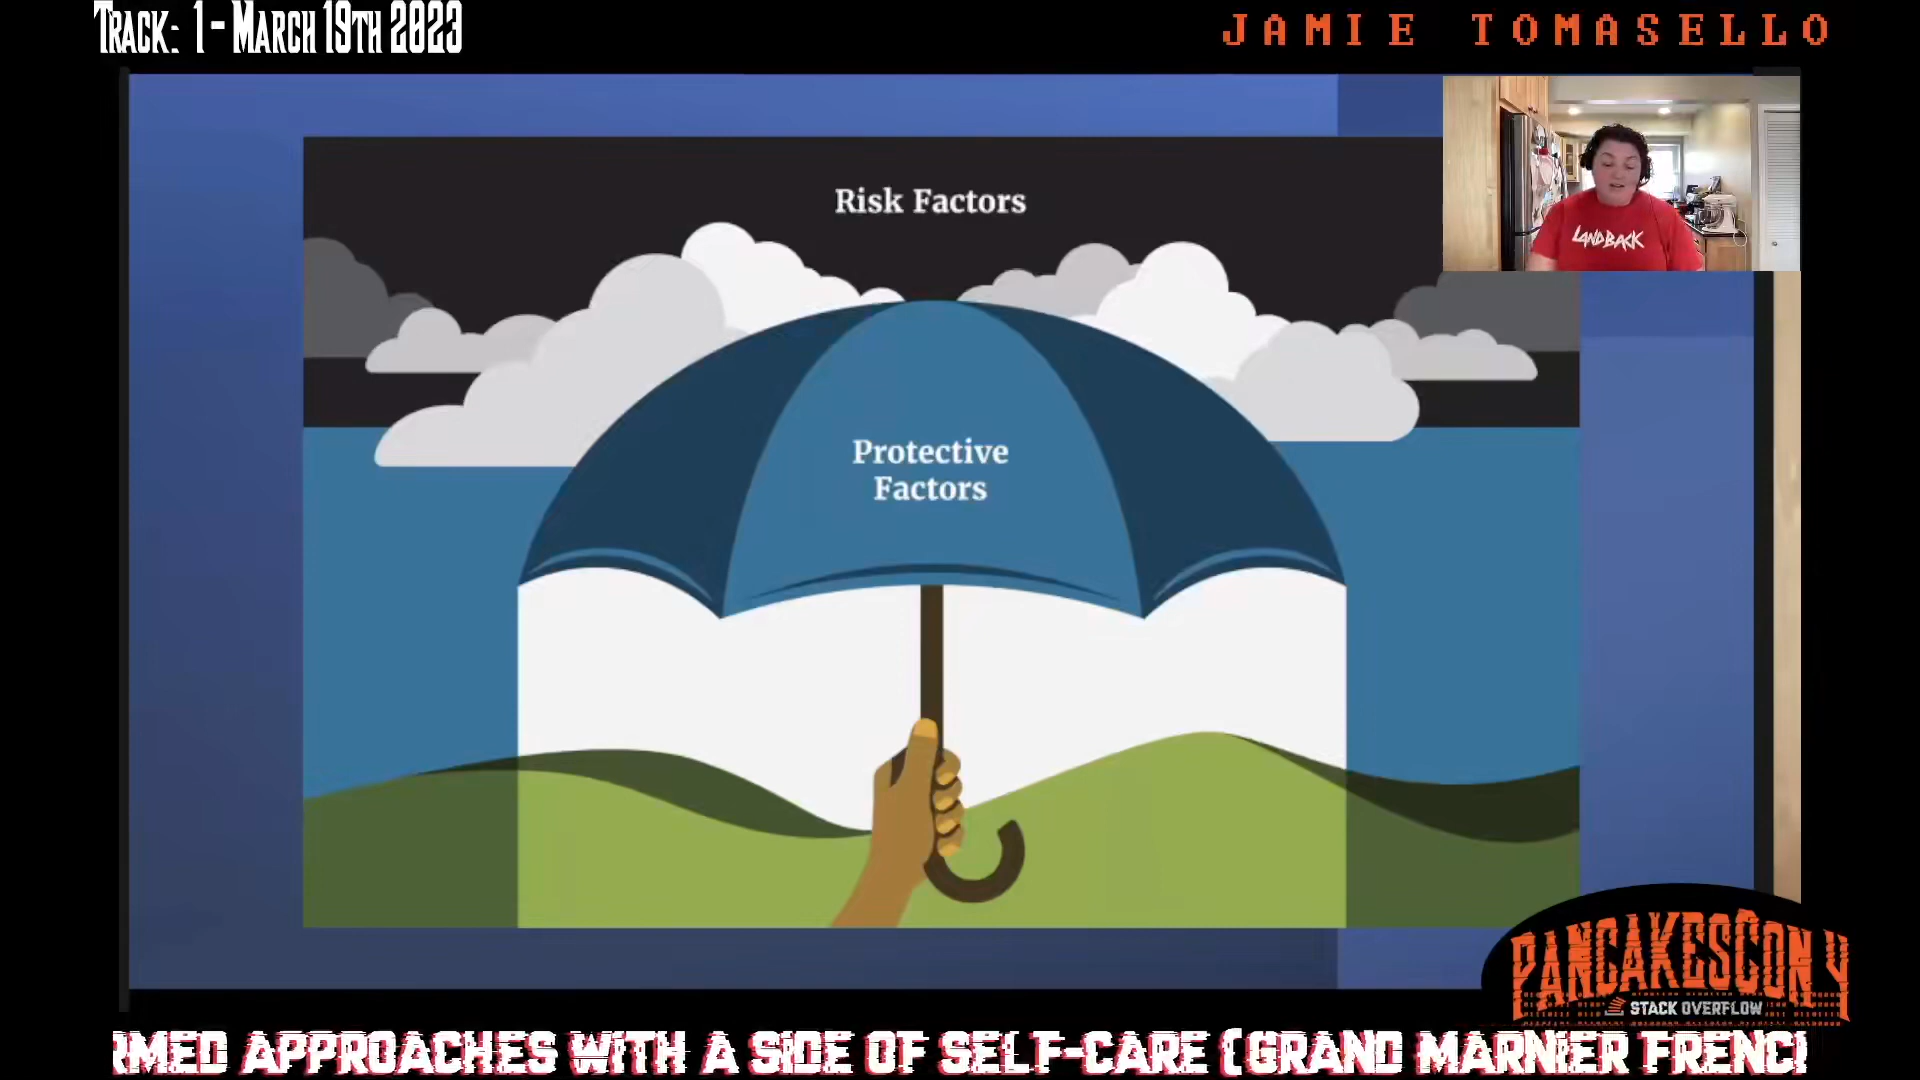 Track: 1 - March 19th 2023
JAMIE TOMASELLO
Risk Factors
LANDBACK
Protective
Factors
PANCAKESCON 4
STACK OVERFLOW
RMED APPROACHES WITH A SIDE OF SELF-CARE (GRAND MARNIER FRENC